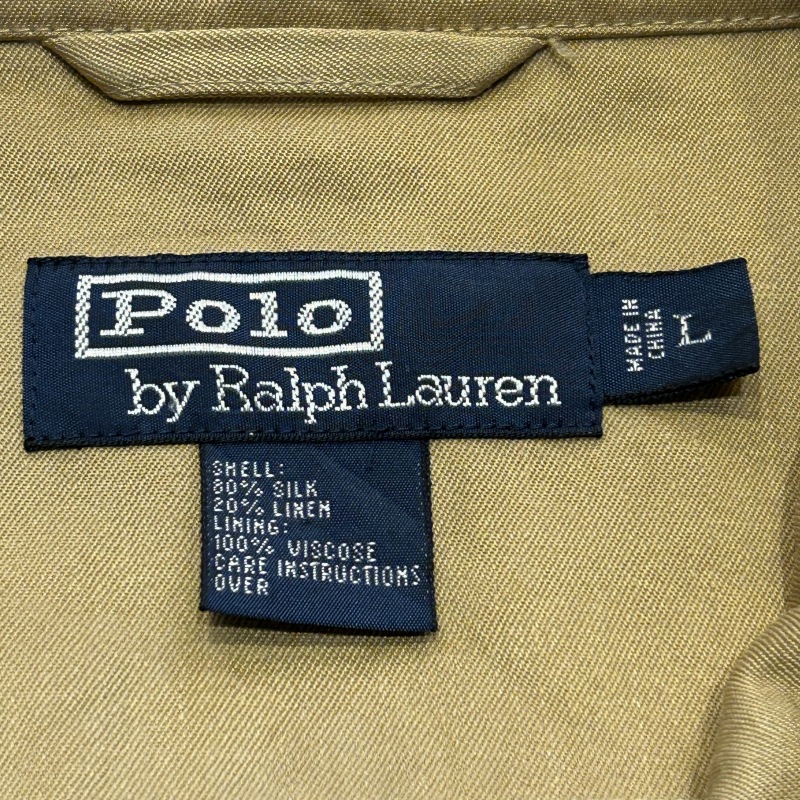 Polo
by Ralph Lauren
MADE IN
CHINA
L
SHELL:
80% SILK
20% LINEN
LINING:
100% VISCOSE
CARE INSTRUCTIONS
OVER